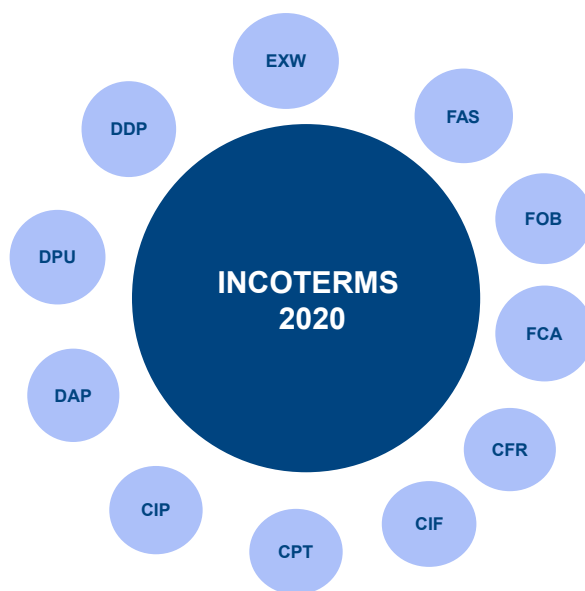 EXW
FAS
FOB
FCA
CFR
CIF
CPT
CIP
DAP
DPU
DDP
INCOTERMS
2020